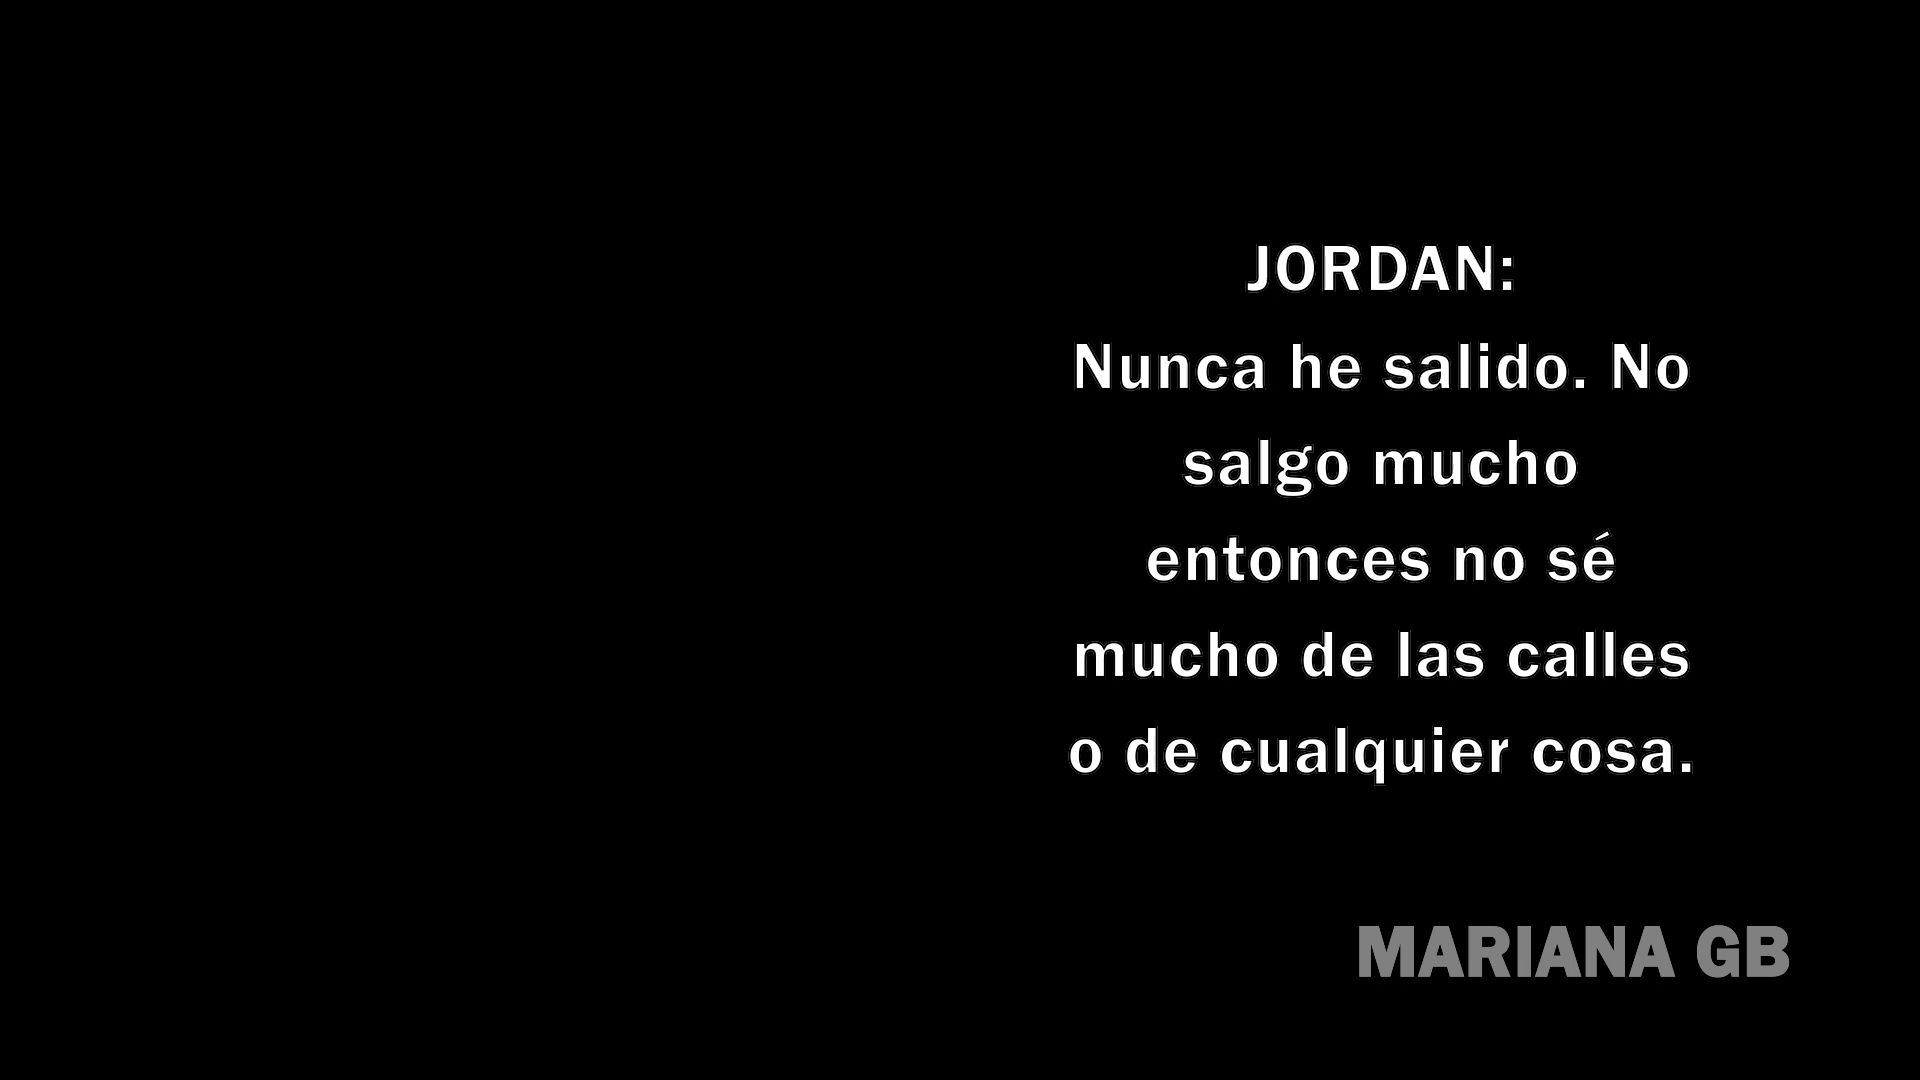 JORDAN:
Nunca he salido. No
salgo mucho
entonces no sé
mucho de las calles
o de cualquier cosa.
MARIANA GB